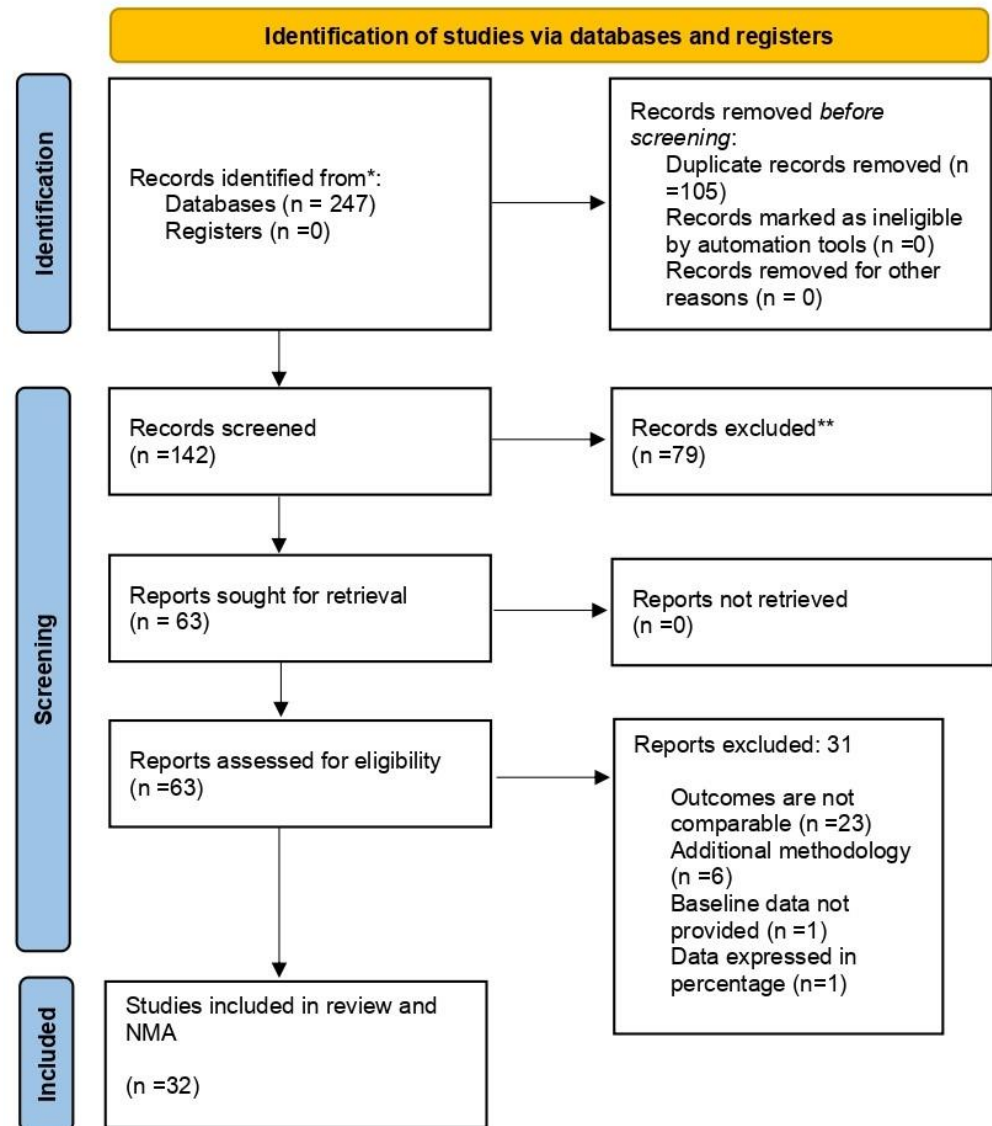 Identification of studies via databases and registers
Identification
Records identified from*:
Databases (n = 247)
Registers (n =0)
Records removed before
screening:
Duplicate records removed (n
=105)
Records marked as ineligible
by automation tools (n =0)
Records removed for other
reasons (n = 0)
Screening
Records screened
(n =142)
Records excluded**
(n =79)
Reports sought for retrieval
(n = 63)
Reports not retrieved
(n =0)
Reports assessed for eligibility
(n =63)
Reports excluded: 31
Outcomes are not
comparable (n =23)
Additional methodology
(n =6)
Baseline data not
provided (n =1)
Data expressed in
percentage (n=1)
Included
Studies included in review and
NMA
(n =32)